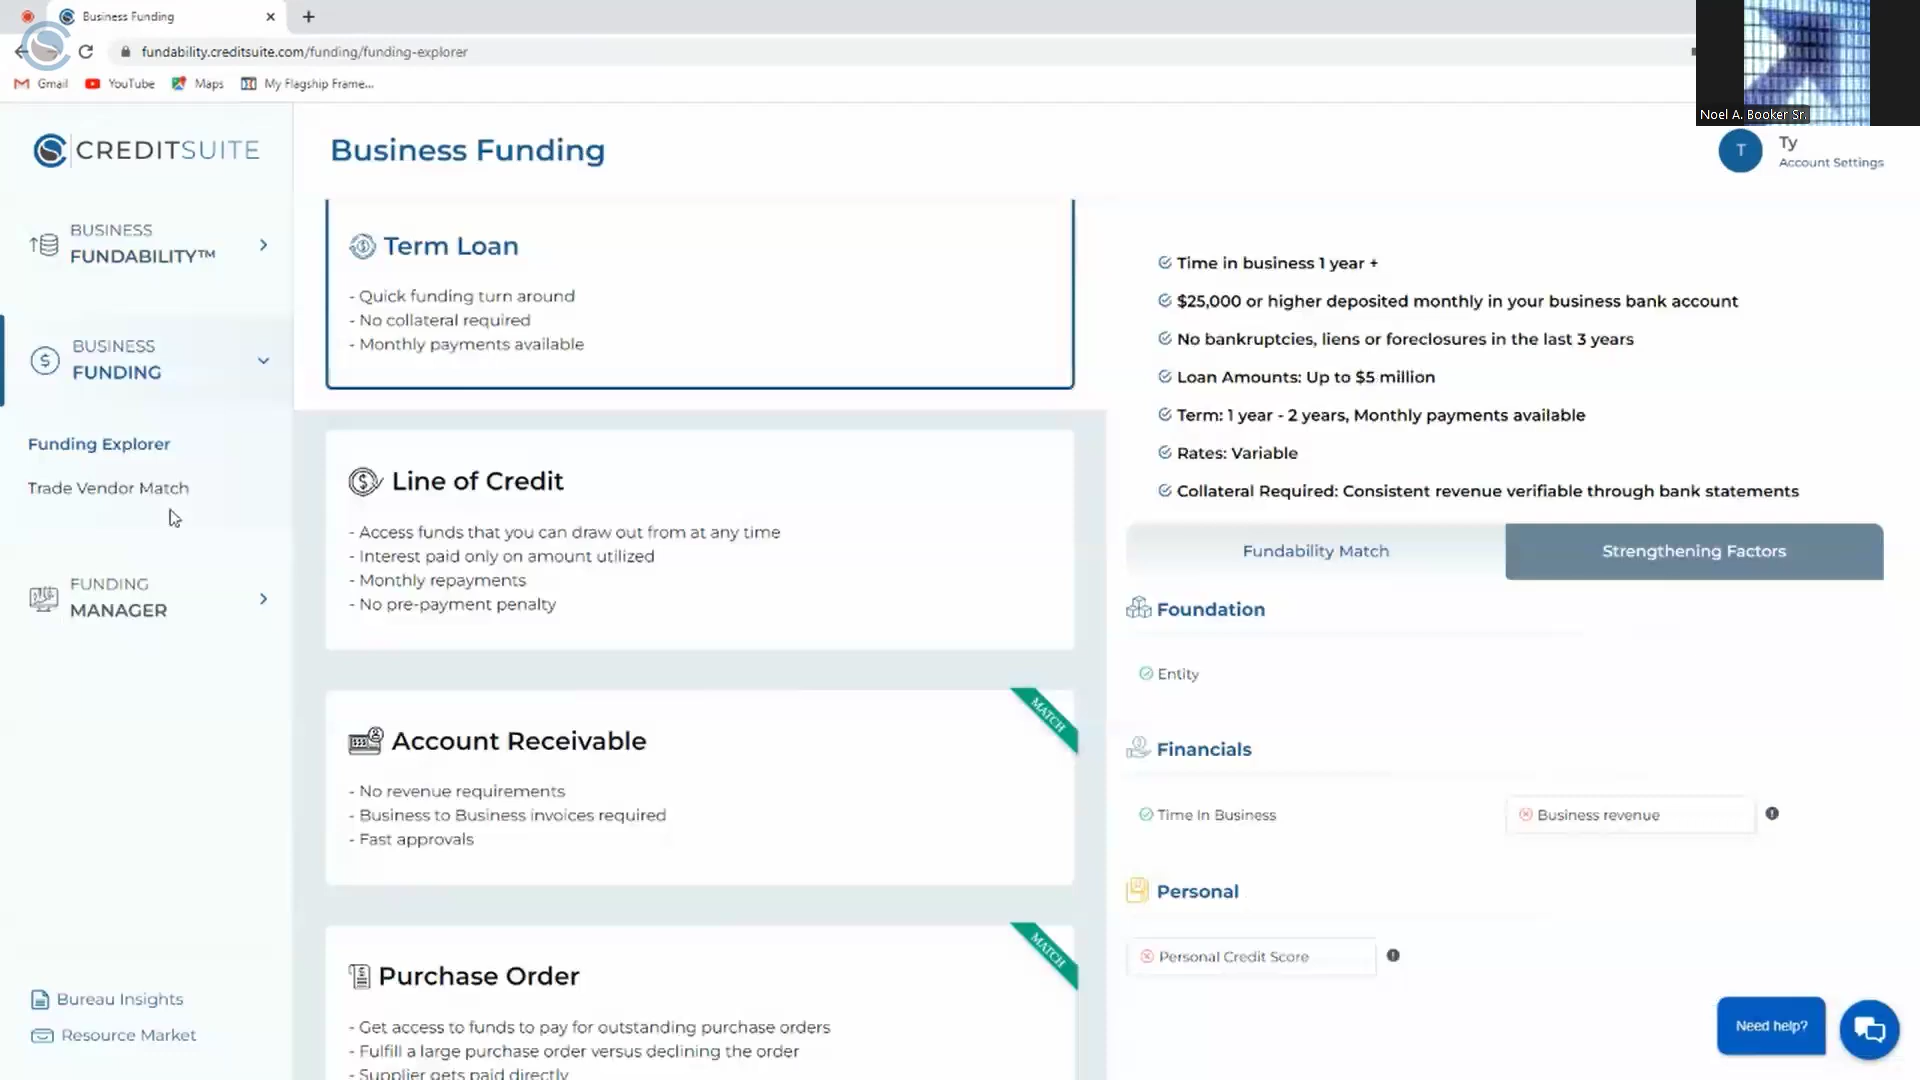 Business Funding
fundability.creditsuite.com/funding/funding-explorer
Gmail
YouTube
Maps
My Flagship Frame...
Noel A. Booker Sr.
CREDITSUITE
Business Funding
T
Ty
Account Settings
BUSINESS
FUNDABILITY™
BUSINESS
FUNDING
Funding Explorer
Trade Vendor Match
FUNDING
MANAGER
Bureau Insights
Resource Market
Term Loan
- Quick funding turn around
- No collateral required
- Monthly payments available
Line of Credit
- Access funds that you can draw out from at any time
- Interest paid only on amount utilized
- Monthly repayments
- No pre-payment penalty
MATCH
Account Receivable
- No revenue requirements
- Business to Business invoices required
- Fast approvals
MATCH
Purchase Order
- Get access to funds to pay for outstanding purchase orders
- Fulfill a large purchase order versus declining the order
- Supplier gets paid directly
Time in business 1 year +
$25,000 or higher deposited monthly in your business bank account
No bankruptcies, liens or foreclosures in the last 3 years
Loan Amounts: Up to $5 million
Term: 1 year - 2 years, Monthly payments available
Rates: Variable
Collateral Required: Consistent revenue verifiable through bank statements
Fundability Match
Strengthening Factors
Foundation
Entity
Financials
Time In Business
Business revenue
Personal
Personal Credit Score
Need help?